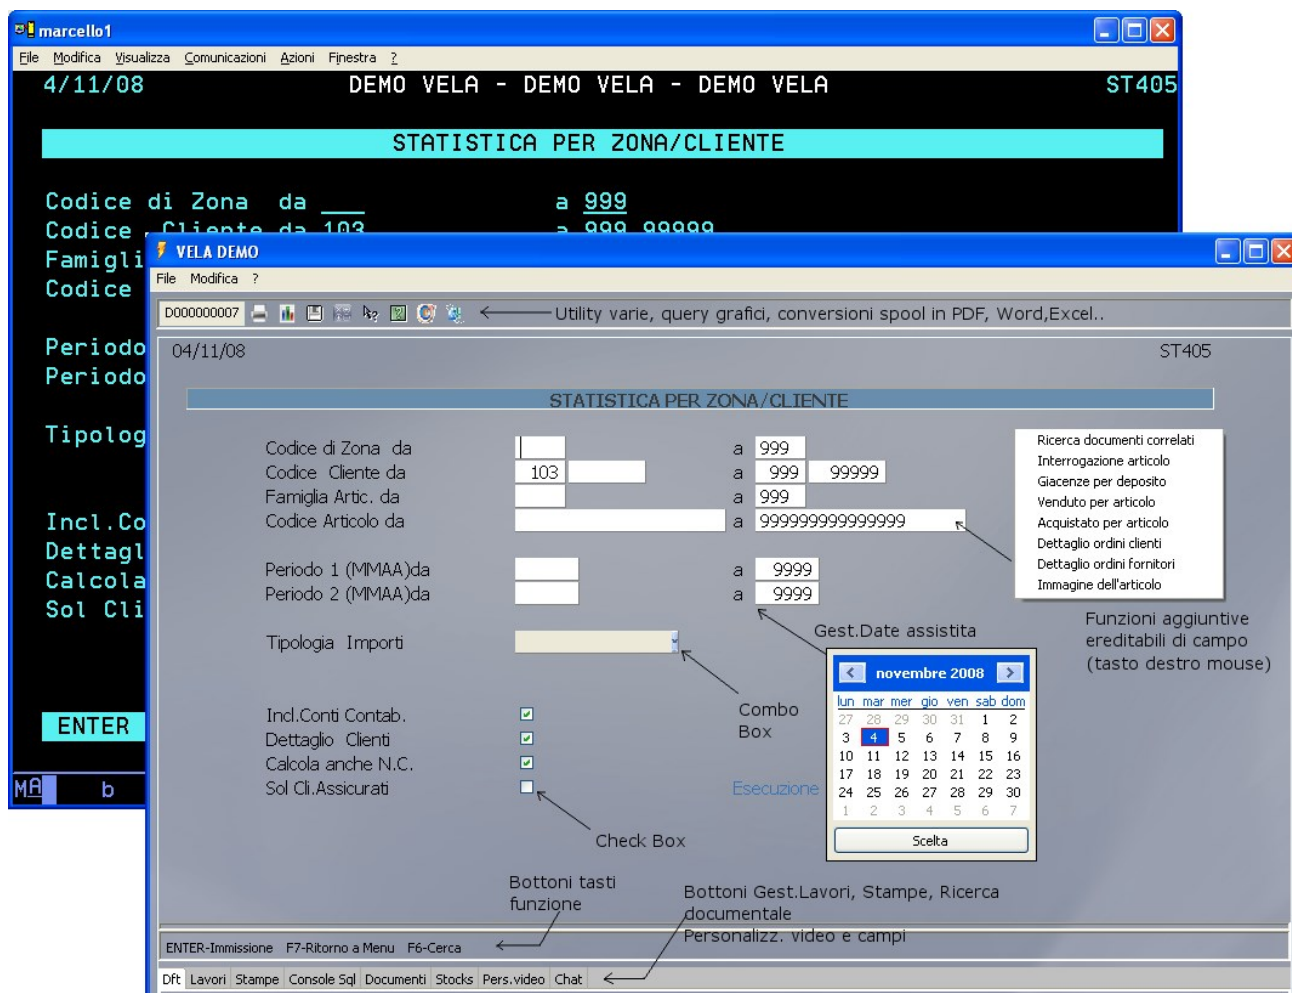 marcello1
File Modifica Visualizza Comunicazioni Azioni Finestra ?
4/11/08 DEMO VELA - DEMO VELA - DEMO VELA ST405
STATISTICA PER ZONA/CLIENTE
Codice di Zona da ___ a 999
Codice Cliente da 103 a 999 99999
Famigli
Codice
Periodo
Periodo
Tipolog
Incl.Co
Dettagl
Calcola
Sol Cli
ENTER
MA b
VELA DEMO
File Modifica ?
D000000007
Utility varie, query grafici, conversioni spool in PDF, Word,Excel..
04/11/08 ST405
STATISTICA PER ZONA/CLIENTE
Codice di Zona da a 999
Codice Cliente da 103 a 999 99999
Famiglia Artic. da a 999
Codice Articolo da a 999999999999999
Periodo 1 (MMAA)da a 9999
Periodo 2 (MMAA)da a 9999
Tipologia Importi
Incl.Conti Contab.
Dettaglio Clienti
Calcola anche N.C.
Sol Cli.Assicurati
Esecuzione
Ricerca documenti correlati
Interrogazione articolo
Giacenze per deposito
Venduto per articolo
Acquistato per articolo
Dettaglio ordini clienti
Dettaglio ordini fornitori
Immagine dell'articolo
Funzioni aggiuntive
ereditabili di campo
(tasto destro mouse)
Gest.Date assistita
Combo
Box
novembre 2008
lun mar mer gio ven sab dom
27 28 29 30 31 1 2
3 4 5 6 7 8 9
10 11 12 13 14 15 16
17 18 19 20 21 22 23
24 25 26 27 28 29 30
1 2 3 4 5 6 7
Scelta
Check Box
Bottoni tasti
funzione
Bottoni Gest.Lavori, Stampe, Ricerca
documentale
Personalizz. video e campi
ENTER-Immissione F7-Ritorno a Menu F6-Cerca
Dft Lavori Stampe Console Sql Documenti Stocks Pers.video Chat